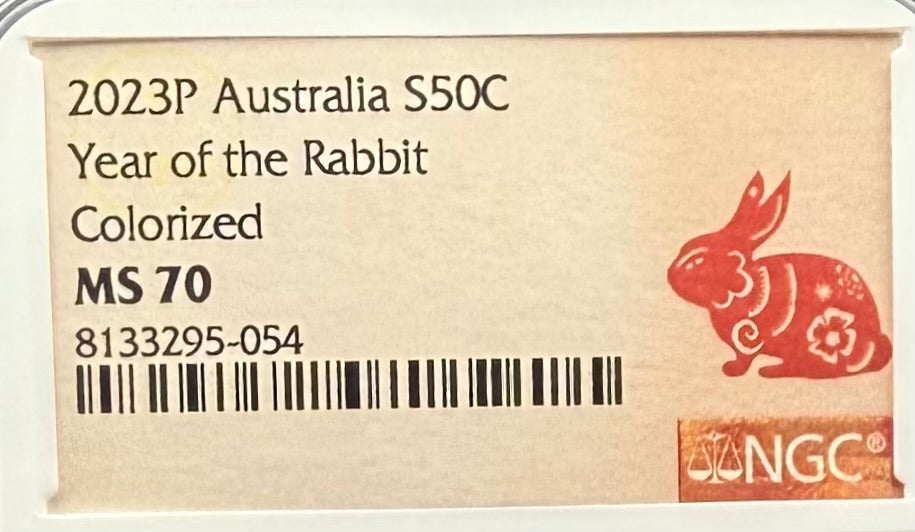 2023P Australia S50C
Year of the Rabbit
Colorized
MS 70
8133295-054
NGC®